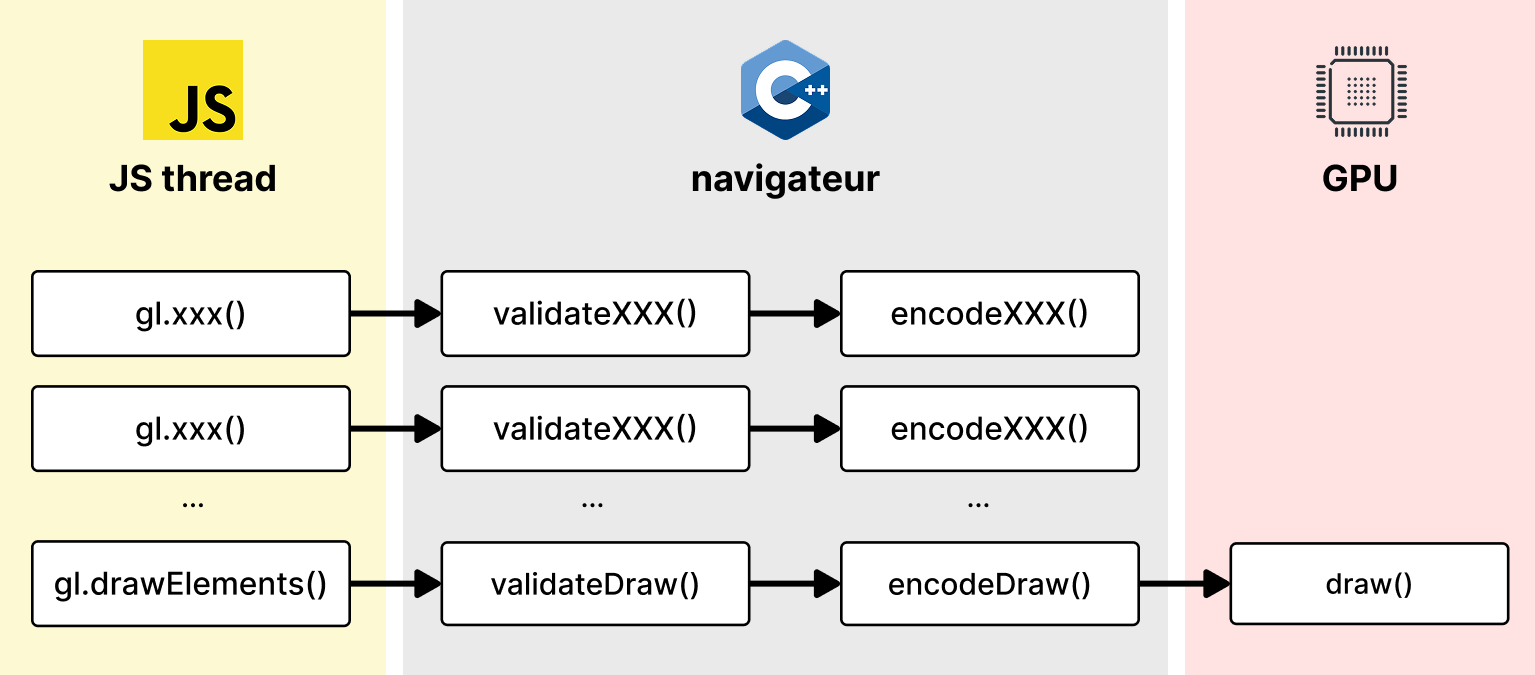 JS
JS thread
C++
navigateur
GPU
gl.xxx()
validateXXX()
encodeXXX()
gl.xxx()
validateXXX()
encodeXXX()
...
...
...
gl.drawElements()
validateDraw()
encodeDraw()
draw()